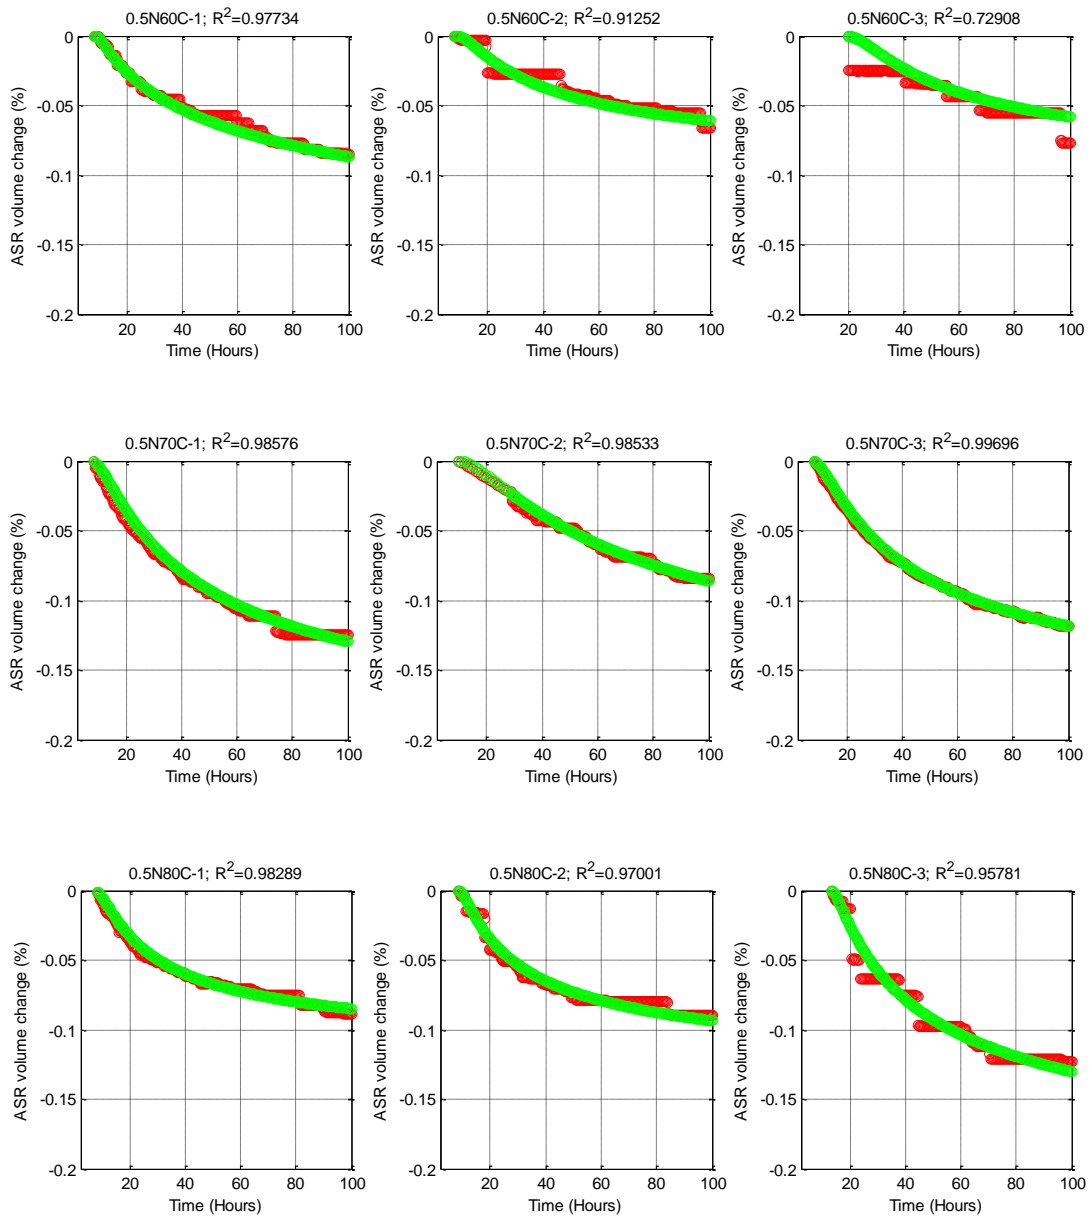 0.5N60C-1; R²=0.97734
0
-0.05
-0.1
-0.15
-0.2
ASR volume change (%)
20 40 60 80 100
Time (Hours)
0.5N60C-2; R²=0.91252
0
-0.05
-0.1
-0.15
-0.2
ASR volume change (%)
20 40 60 80 100
Time (Hours)
0.5N60C-3; R²=0.72908
0
-0.05
-0.1
-0.15
-0.2
ASR volume change (%)
20 40 60 80 100
Time (Hours)
0.5N70C-1; R²=0.98576
0
-0.05
-0.1
-0.15
-0.2
ASR volume change (%)
20 40 60 80 100
Time (Hours)
0.5N70C-2; R²=0.98533
0
-0.05
-0.1
-0.15
-0.2
ASR volume change (%)
20 40 60 80 100
Time (Hours)
0.5N70C-3; R²=0.99696
0
-0.05
-0.1
-0.15
-0.2
ASR volume change (%)
20 40 60 80 100
Time (Hours)
0.5N80C-1; R²=0.98289
0
-0.05
-0.1
-0.15
-0.2
ASR volume change (%)
20 40 60 80 100
Time (Hours)
0.5N80C-2; R²=0.97001
0
-0.05
-0.1
-0.15
-0.2
ASR volume change (%)
20 40 60 80 100
Time (Hours)
0.5N80C-3; R²=0.95781
0
-0.05
-0.1
-0.15
-0.2
ASR volume change (%)
20 40 60 80 100
Time (Hours)